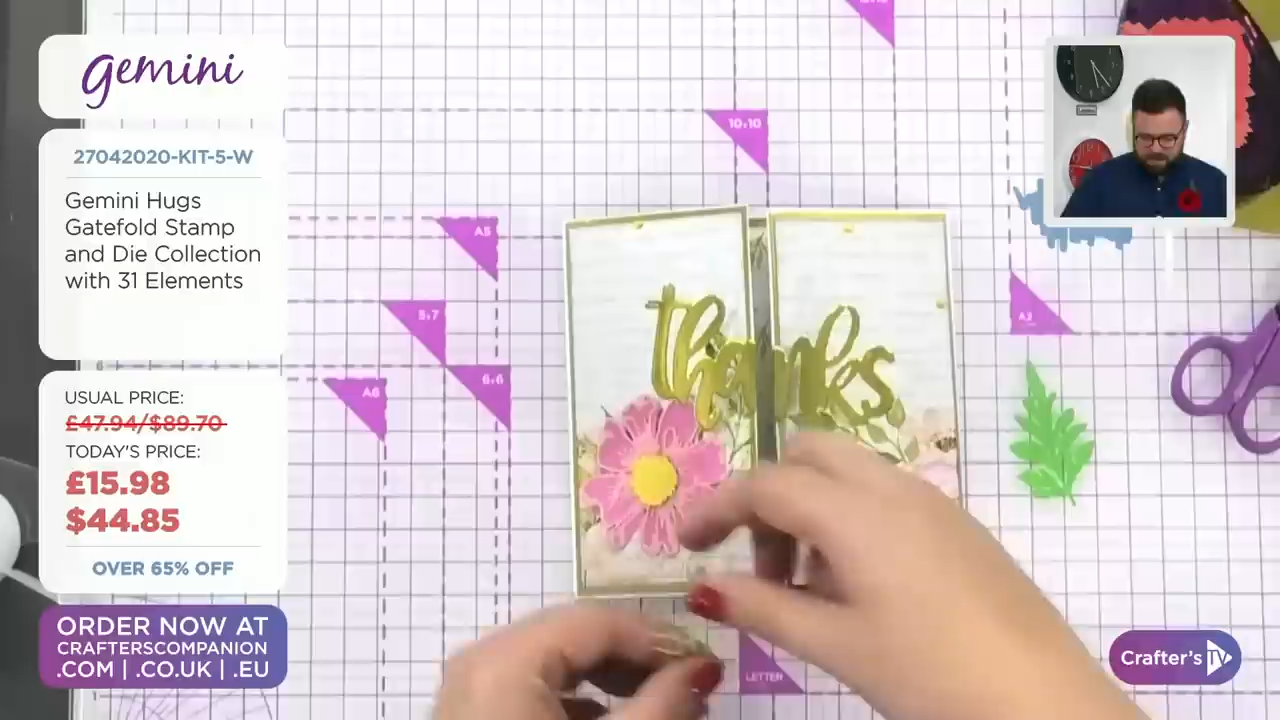 gemini
27042020-KIT-5-W
Gemini Hugs
Gatefold Stamp
and Die Collection
with 31 Elements
USUAL PRICE:
£47.94/$89.70
TODAY'S PRICE:
£15.98
$44.85
OVER 65% OFF
ORDER NOW AT
CRAFTERSCOMPANION
.COM | .CO.UK | .EU
10x10
A5
5x7
6x6
A6
A3
thanks
LETTER
Crafter's TV